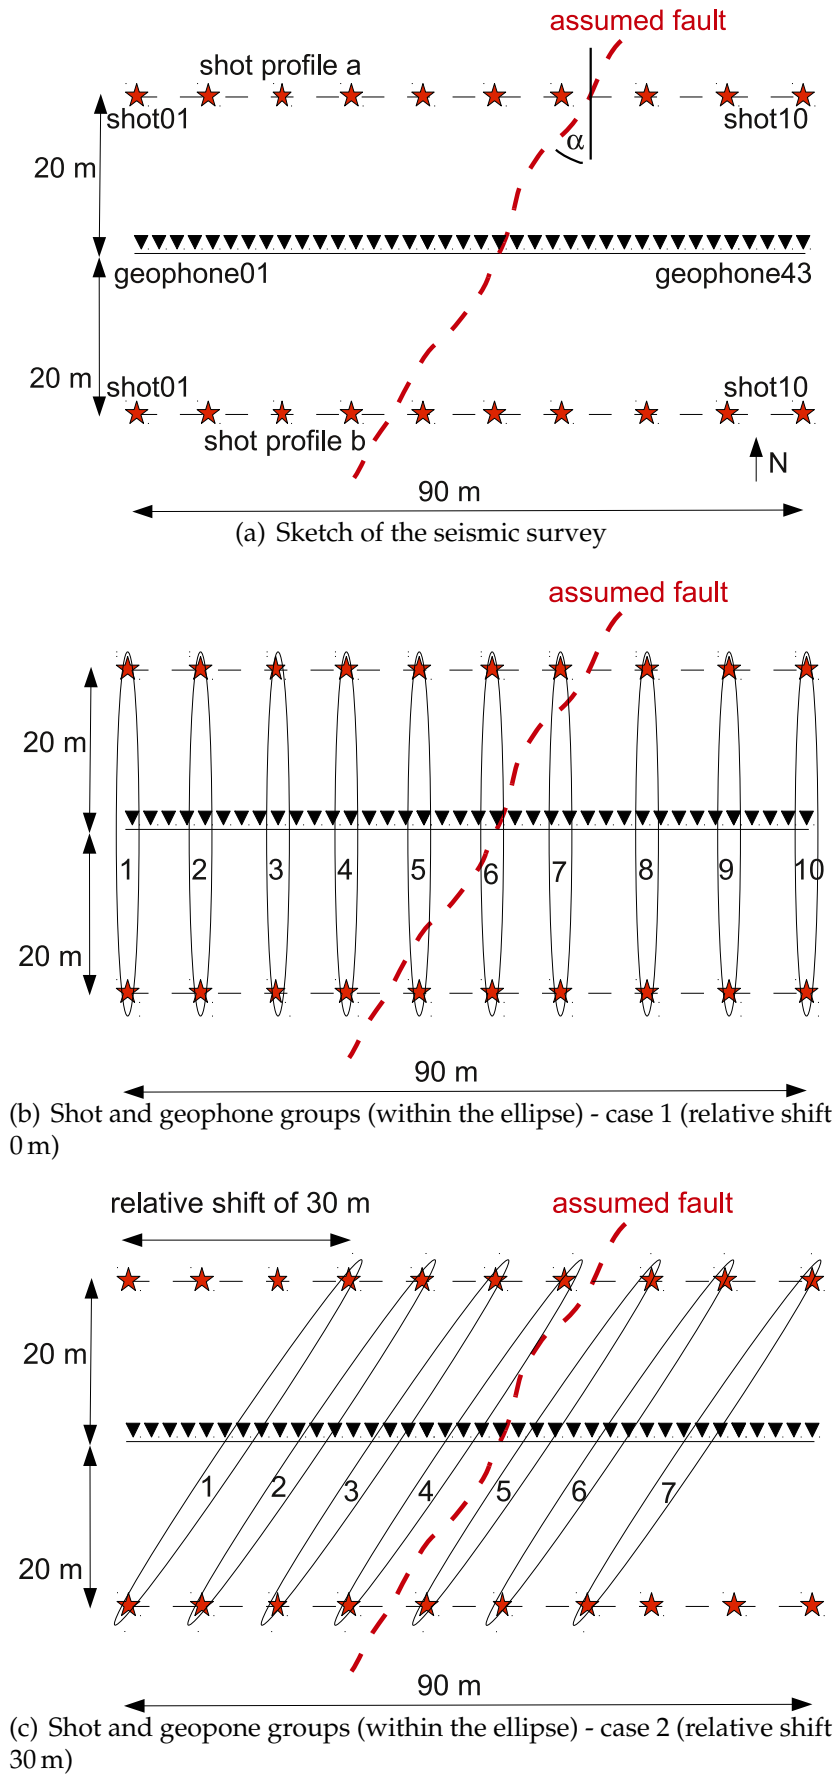 assumed fault
shot profile a
shot01
shot10
α
20 m
geophone01
geophone43
20 m
shot01
shot10
shot profile b
N
90 m
(a) Sketch of the seismic survey
assumed fault
20 m
1 2 3 4 5 6 7 8 9 10
20 m
90 m
(b) Shot and geophone groups (within the ellipse) - case 1 (relative shift
0 m)
relative shift of 30 m
assumed fault
20 m
1 2 3 4 5 6 7
20 m
90 m
(c) Shot and geopone groups (within the ellipse) - case 2 (relative shift
30 m)